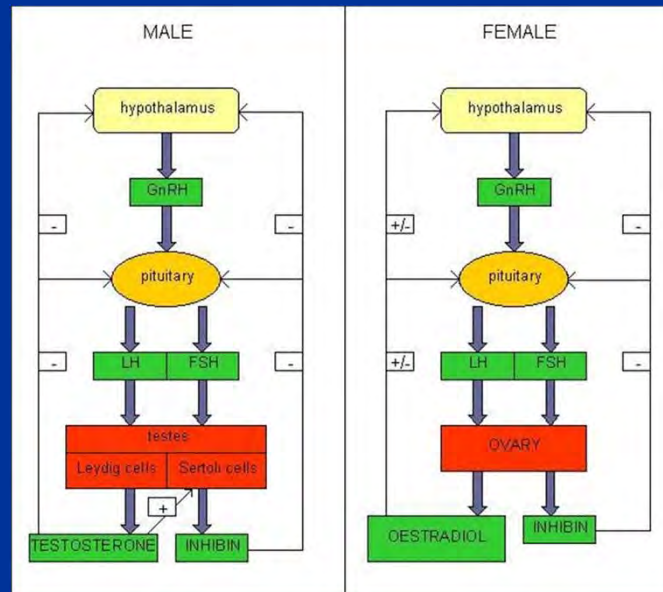 MALE
hypothalamus
GnRH
-
-
pituitary
-
-
LH
FSH
testes
Leydig cells
Sertoli cells
+
TESTOSTERONE
INHIBIN
FEMALE
hypothalamus
GnRH
+/-
-
pituitary
+/-
-
LH
FSH
OVARY
OESTRADIOL
INHIBIN